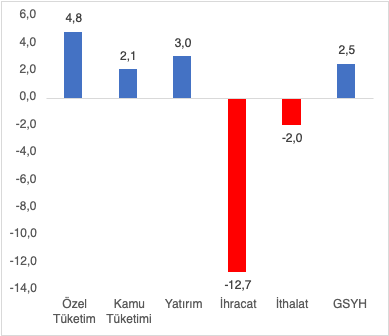 6,0
4,0
2,0
0,0
-2,0
-4,0
-6,0
-8,0
-10,0
-12,0
-14,0
4,8
2,1
3,0
-12,7
-2,0
2,5
Özel
Tüketim
Kamu
Tüketimi
Yatırım
İhracat
İthalat
GSYH